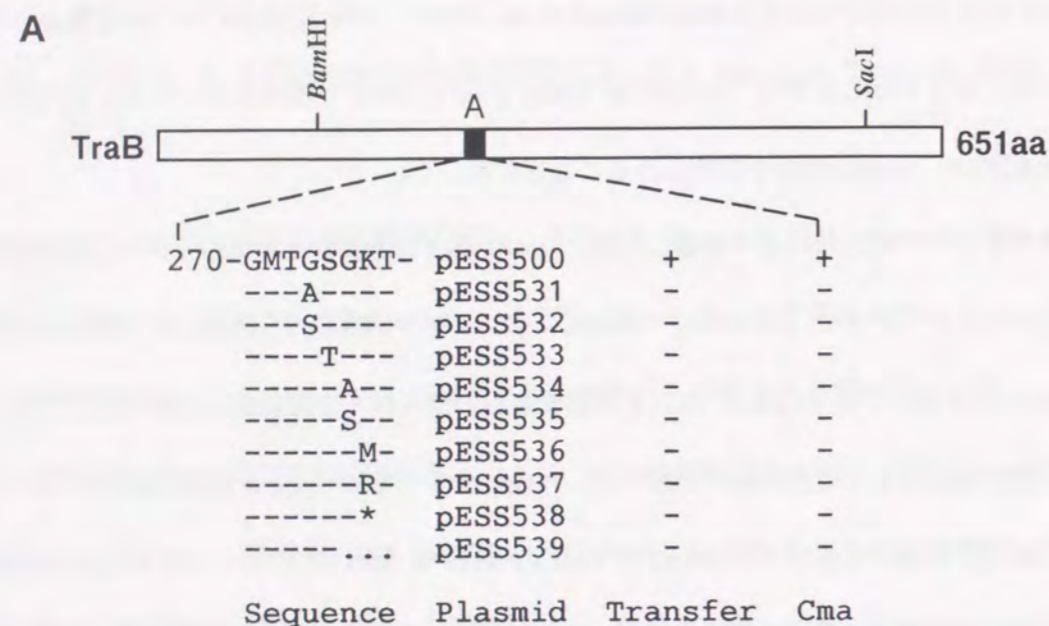 A
BamHI
SacI
A
TraB 651aa
270-GMTGSGKT- pESS500 + +
---A---- pESS531 - -
---S---- pESS532 - -
----T--- pESS533 - -
-----A-- pESS534 - -
-----S-- pESS535 - -
------M- pESS536 - -
------R- pESS537 - -
------* pESS538 - -
pESS539 - -
Sequence Plasmid Transfer Cma